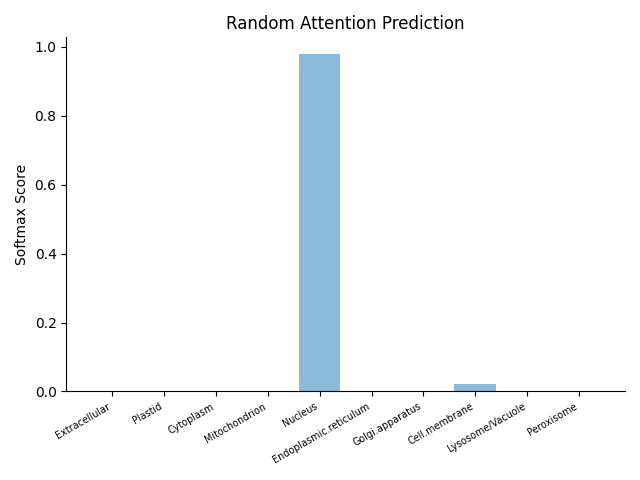 Random Attention Prediction
Softmax Score
1.0
0.8
0.6
0.4
0.2
0.0
Extracellular
Plastid
Cytoplasm
Mitochondrion
Nucleus
Endoplasmic.reticulum
Golgi.apparatus
Cell.membrane
Lysosome/Vacuole
Peroxisome